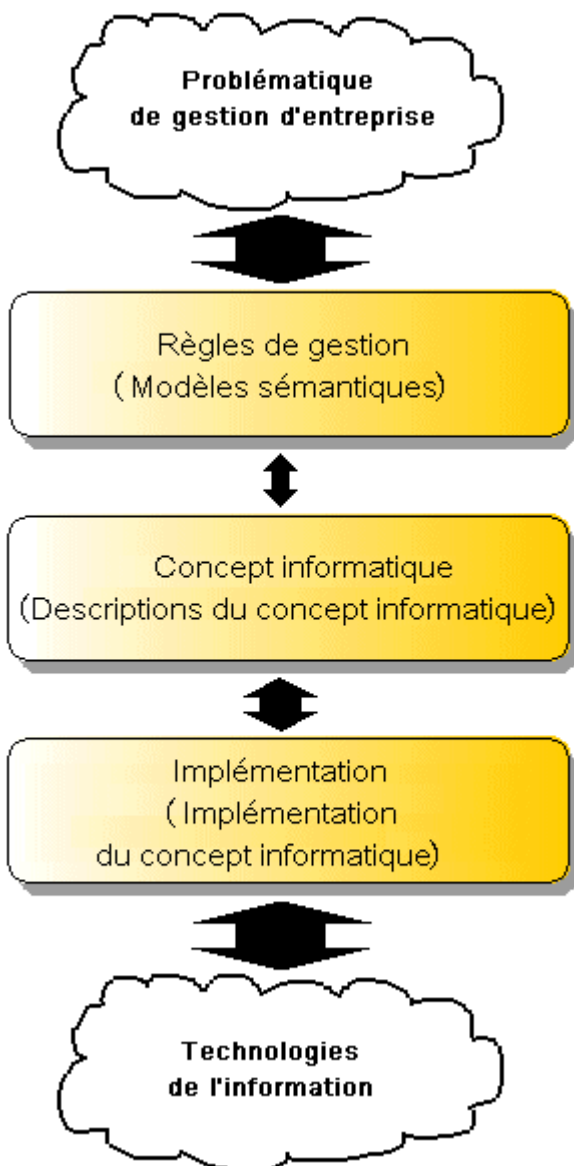 Problématique
de gestion d'entreprise
Règles de gestion
( Modèles sémantiques)
Concept informatique
(Descriptions du concept informatique)
Implémentation
( Implémentation
du concept informatique)
Technologies
de l'information